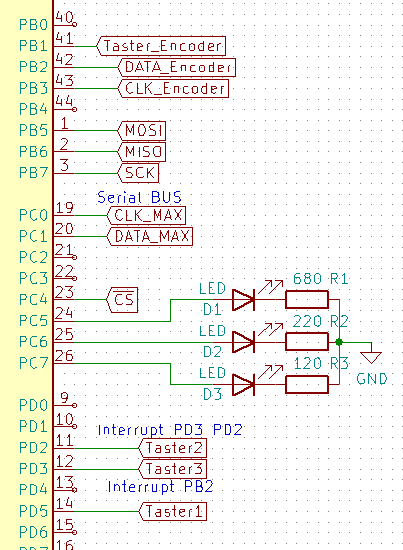 PB0 40
PB1 41 Taster_Encoder
PB2 42 DATA_Encoder
PB3 43 CLK_Encoder
PB4 44
PB5 1 MOSI
PB6 2 MISO
PB7 3 SCK
Serial BUS
PC0 19 CLK_MAX
PC1 20 DATA_MAX
PC2 21
PC3 22
PC4 23 CS
PC5 24
PC6 25
PC7 26
LED 680 R1
D1
LED 220 R2
D2
LED 120 R3
D3
GND
PD0 9
PD1 10
Interrupt PD3 PD2
PD2 11 Taster2
PD3 12 Taster3
PD4 13
Interrupt PB2
PD5 14 Taster1
PD6 15
16